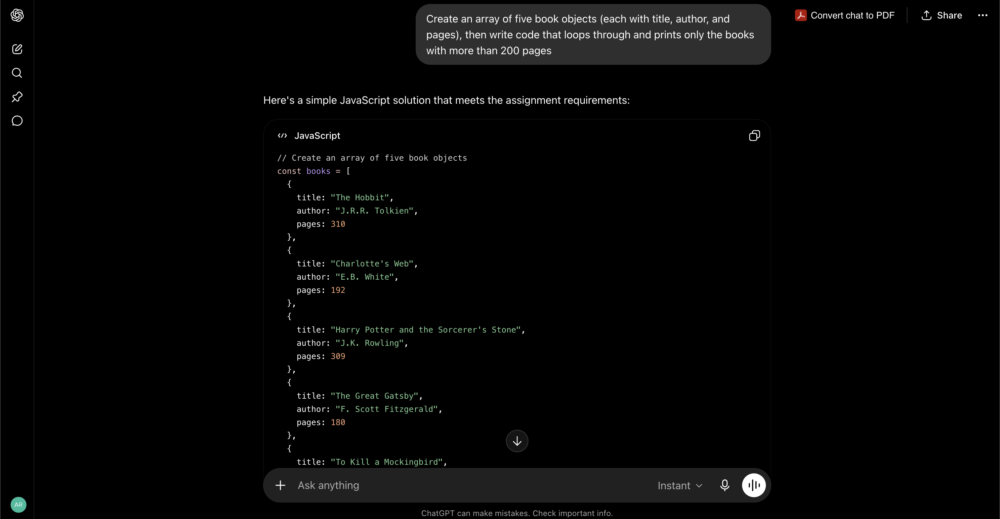 Create an array of five book objects (each with title, author, and
pages), then write code that loops through and prints only the books
with more than 200 pages
Convert chat to PDF
Share
Here's a simple JavaScript solution that meets the assignment requirements:
JavaScript
// Create an array of five book objects
const books = [
{
title: "The Hobbit",
author: "J.R.R. Tolkien",
pages: 310
},
{
title: "Charlotte's Web",
author: "E.B. White",
pages: 192
},
{
title: "Harry Potter and the Sorcerer's Stone",
author: "J.K. Rowling",
pages: 309
},
{
title: "The Great Gatsby",
author: "F. Scott Fitzgerald",
pages: 180
},
{
title: "To Kill a Mockingbird",
Ask anything
Instant
AR
ChatGPT can make mistakes. Check important info.